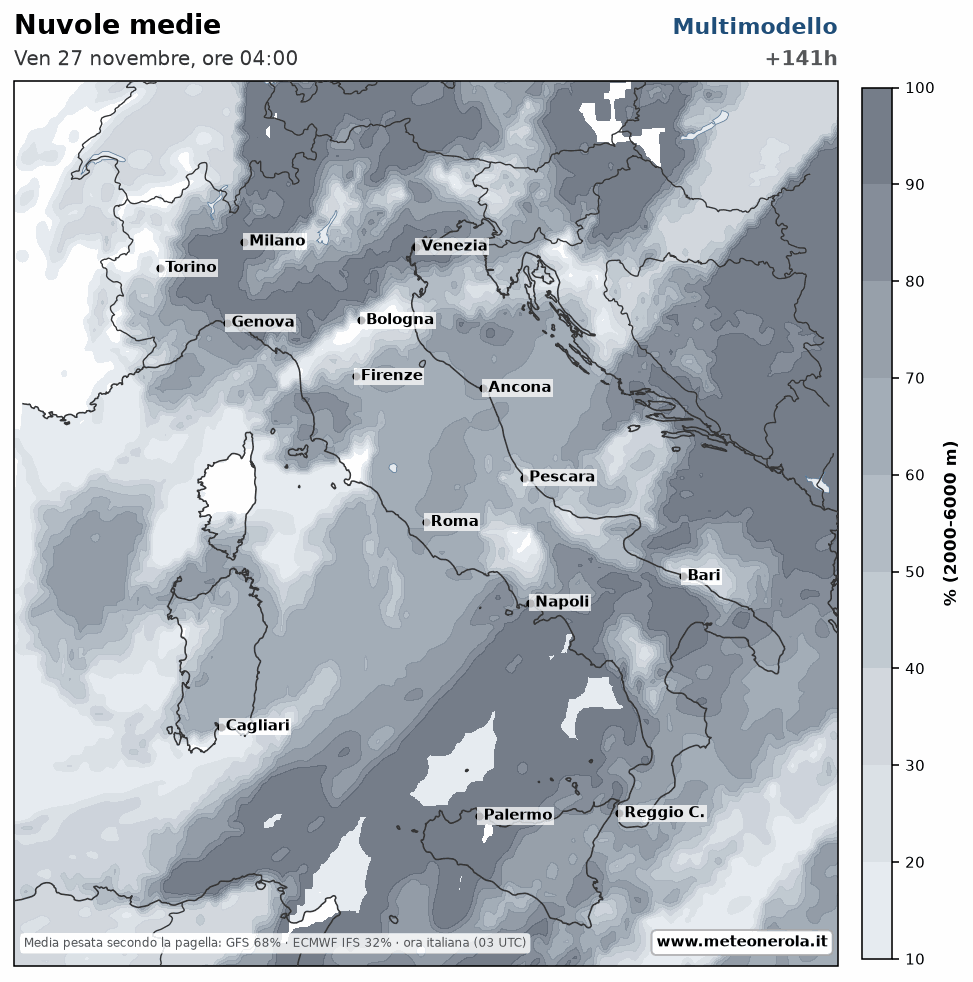 Nuvole medie
Multimodello
Ven 27 novembre, ore 04:00
+141h
Milano
Venezia
Torino
Genova
Bologna
Firenze
Ancona
Pescara
Roma
Bari
Napoli
Cagliari
Palermo
Reggio C.
Media pesata secondo la pagella: GFS 68% · ECMWF IFS 32% · ora italiana (03 UTC)
www.meteonerola.it
100
90
80
70
60
50
40
30
20
10
% (2000-6000 m)